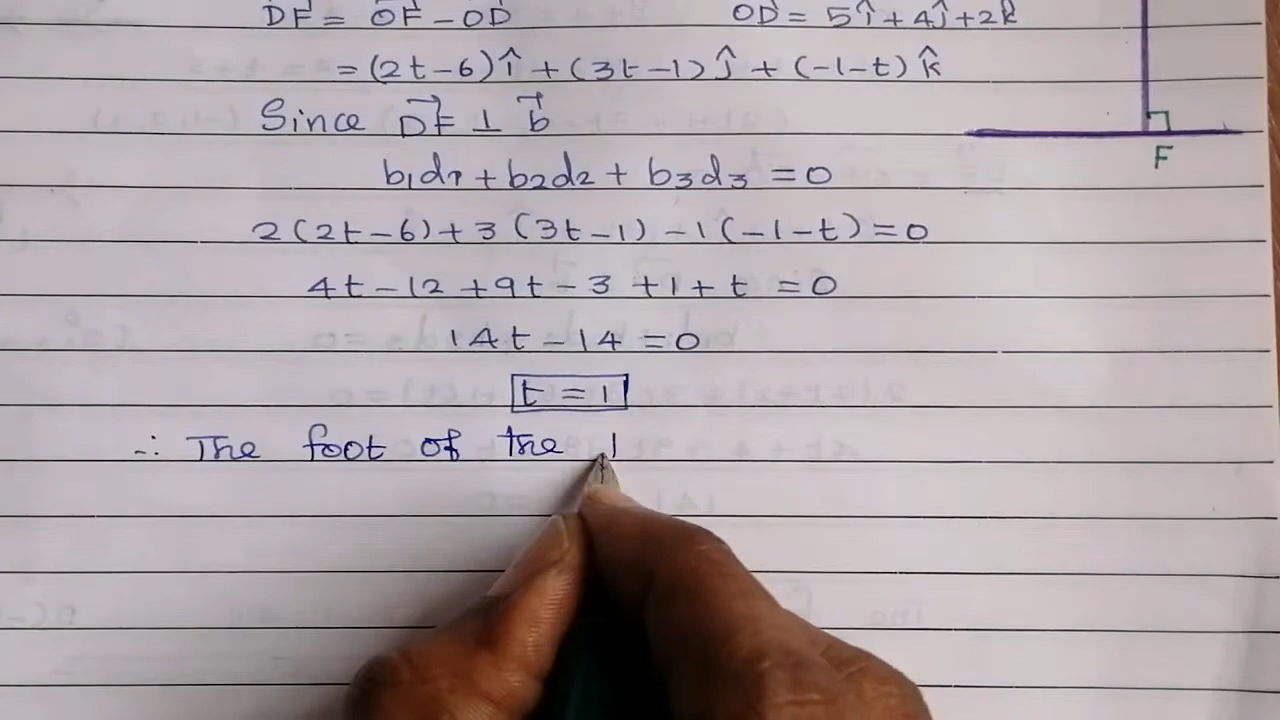 DF = OF - OD    OD = 5î + 4ĵ + 2k̂
= (2t-6) î + (3t-1) ĵ + (-1-t) k̂
Since DF⃗ ⊥ b⃗
F
b₁d₁ + b₂d₂ + b₃d₃ = 0
2(2t-6) + 3(3t-1) -1(-1-t) = 0
4t - 12 + 9t - 3 + 1 + t = 0
14t - 14 = 0
t = 1
∴ The foot of the